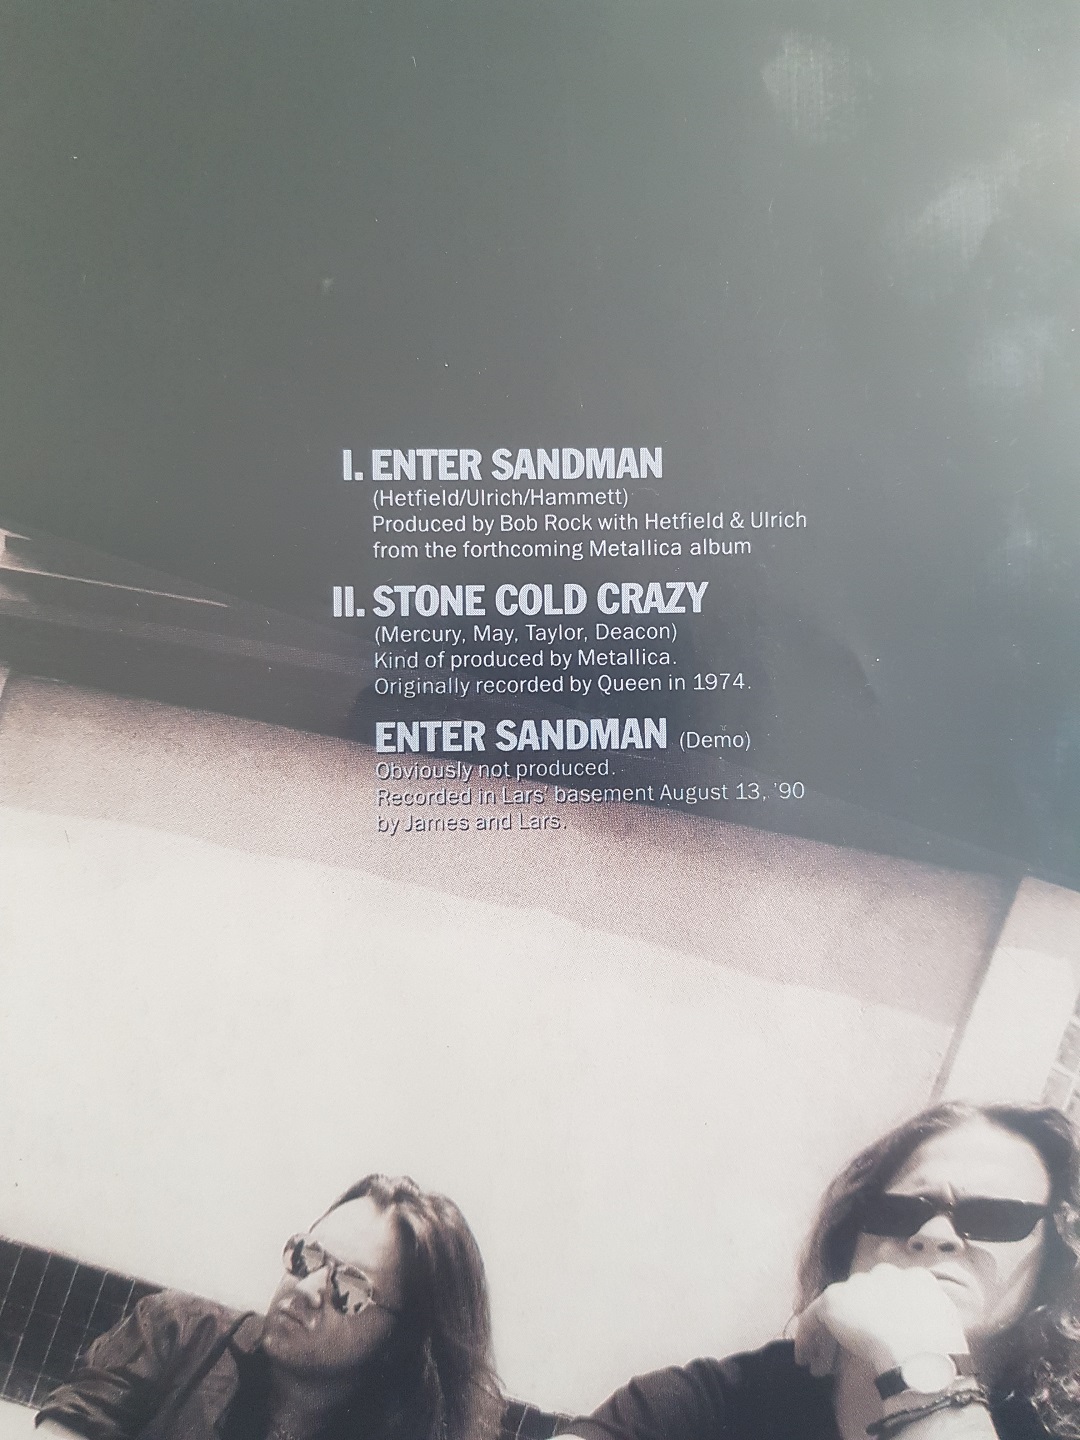 I. ENTER SANDMAN
(Hetfield/Ulrich/Hammett)
Produced by Bob Rock with Hetfield & Ulrich
from the forthcoming Metallica album
II. STONE COLD CRAZY
(Mercury, May, Taylor, Deacon)
Kind of produced by Metallica.
Originally recorded by Queen in 1974.
ENTER SANDMAN (Demo)
Obviously not produced.
Recorded in Lars' basement August 13, '90
by James and Lars.